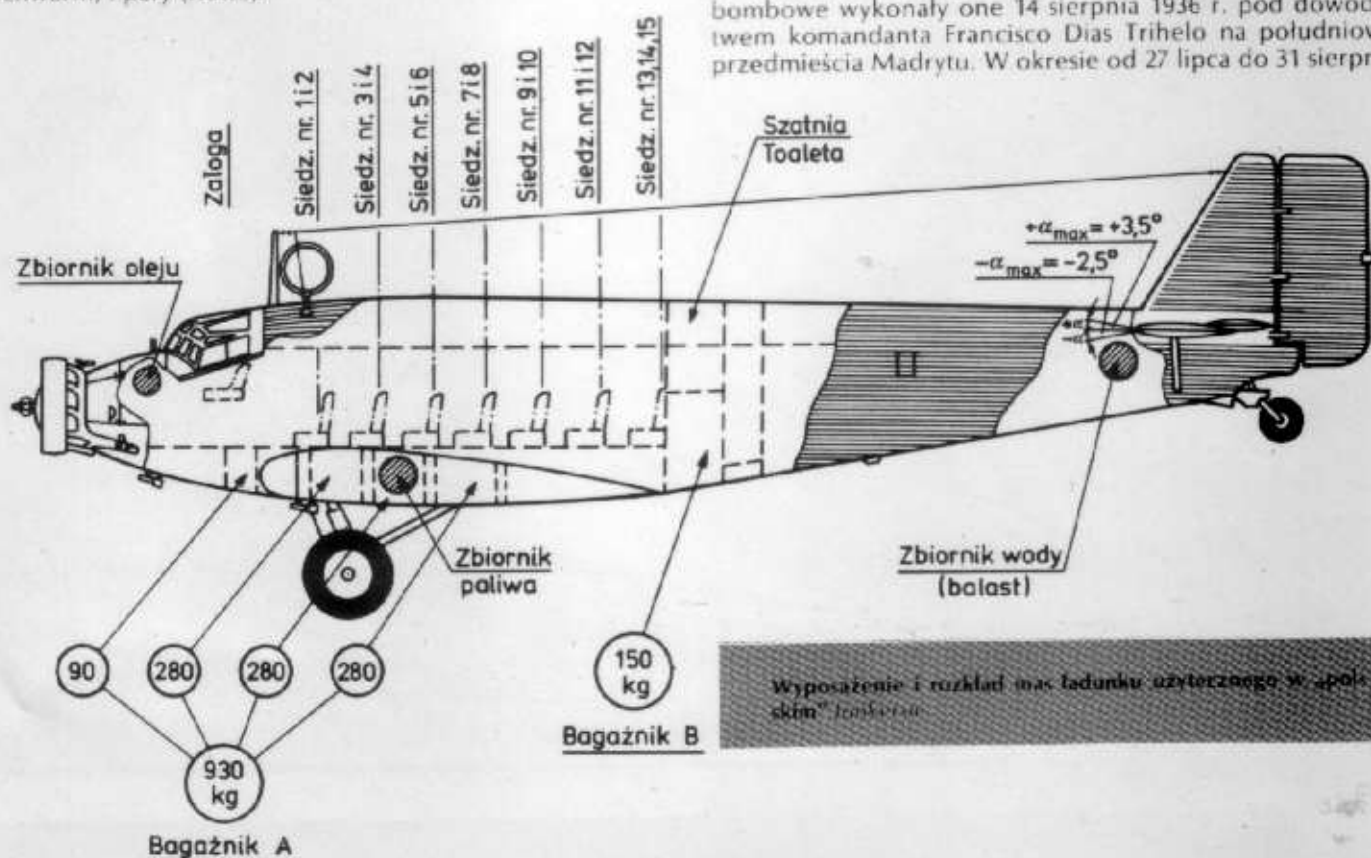 bombowe wykonały one 14 sierpnia 1936 r. pod dowód
twem komandanta Francisco Dias Trihelo na południow
przedmieścia Madrytu. W okresie od 27 lipca do 31 sierpn
Załoga
Siedz. nr. 1 i 2
Siedz. nr. 3 i 4
Siedz. nr. 5 i 6
Siedz. nr. 7 i 8
Siedz. nr. 9 i 10
Siedz. nr. 11 i 12
Siedz. nr. 13,14,15
Szatnia
Toaleta
+α max = +3,5°
-α max = -2,5°
Zbiornik oleju
+α
-α
Zbiornik
paliwa
Zbiornik wody
(balast)
90
280
280
280
150
kg
Bagażnik B
930
kg
Bagażnik A
Wyposażenie i rozkład mas ładunku użytecznego w „pol-
skim” Junkersie